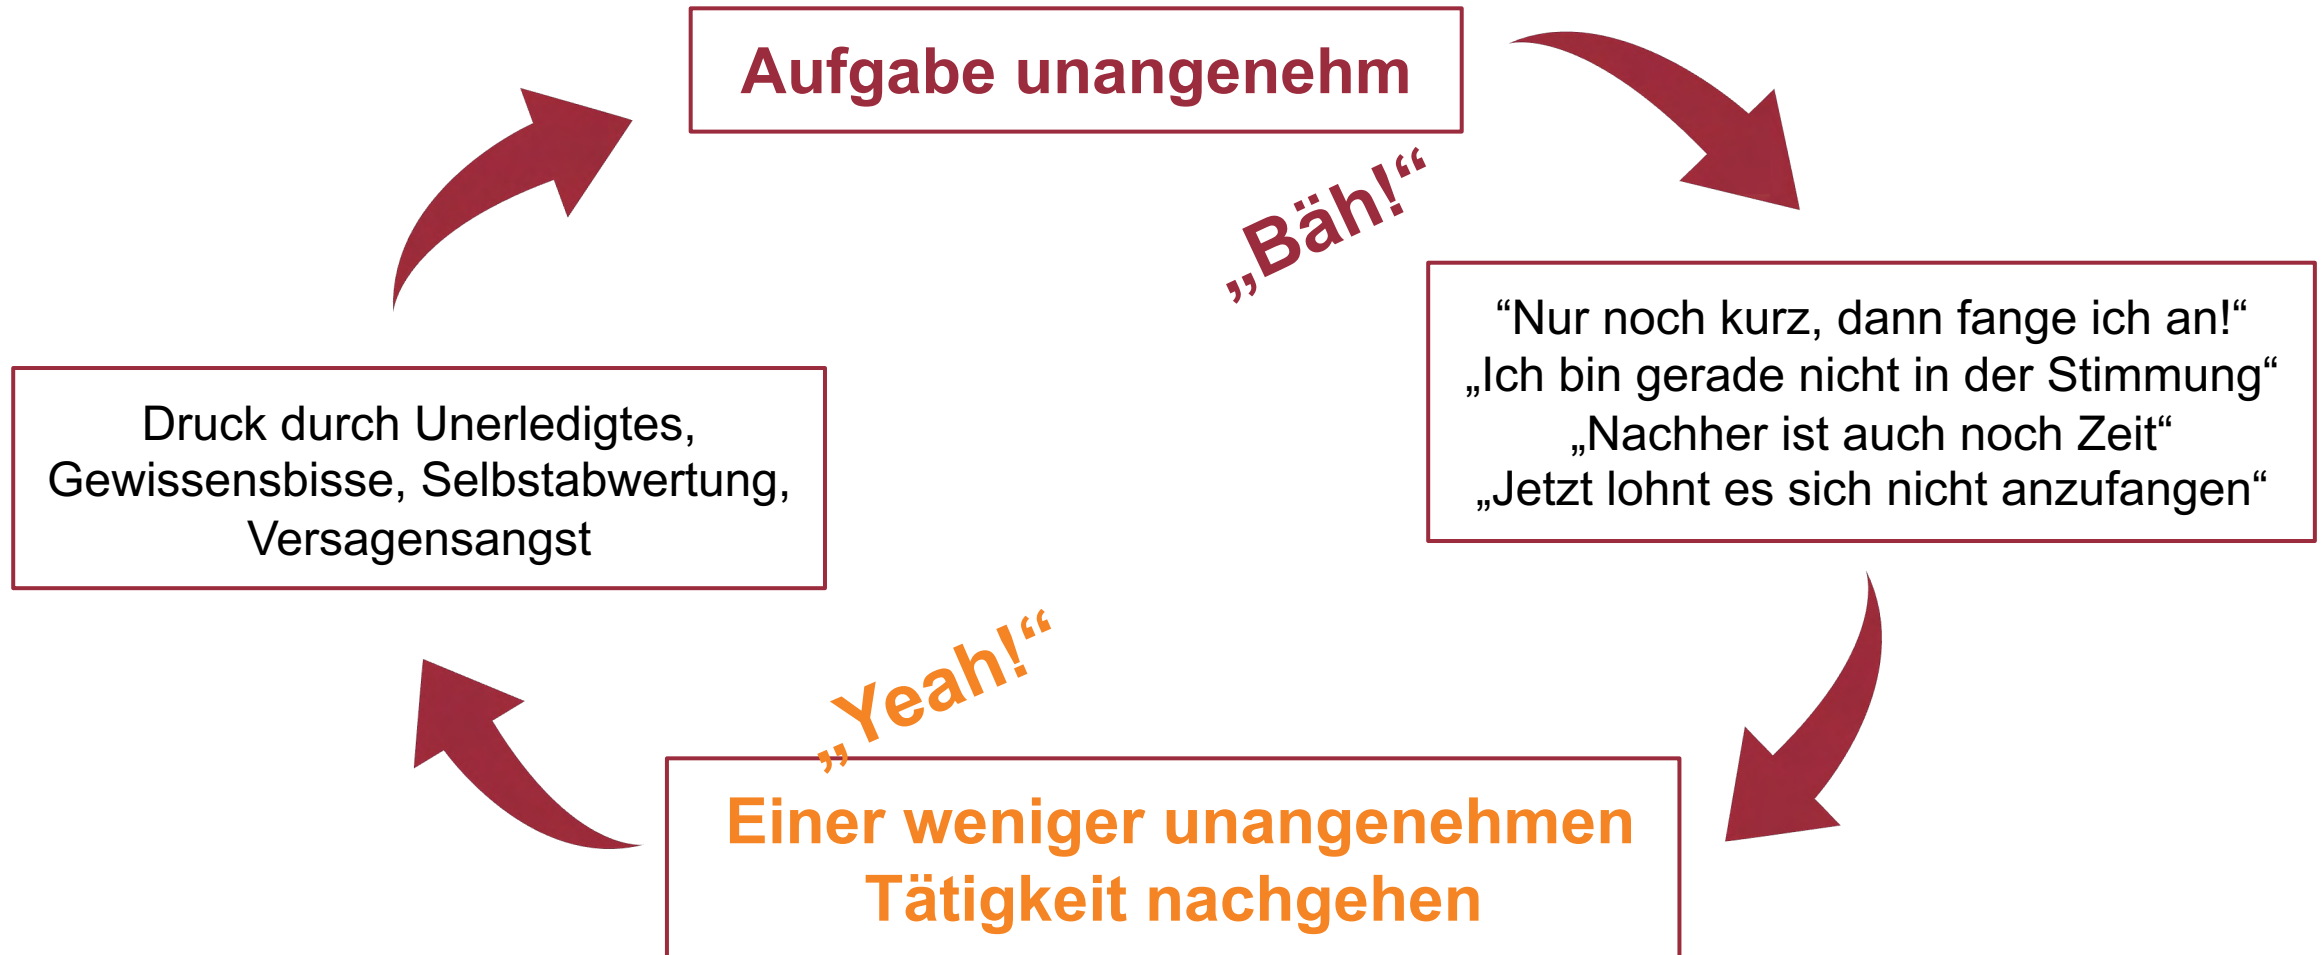 Aufgabe unangenehm
„Bäh!“
“Nur noch kurz, dann fange ich an!“
„Ich bin gerade nicht in der Stimmung“
„Nachher ist auch noch Zeit“
„Jetzt lohnt es sich nicht anzufangen“
Druck durch Unerledigtes,
Gewissensbisse, Selbstabwertung,
Versagensangst
„Yeah!“
Einer weniger unangenehmen
Tätigkeit nachgehen